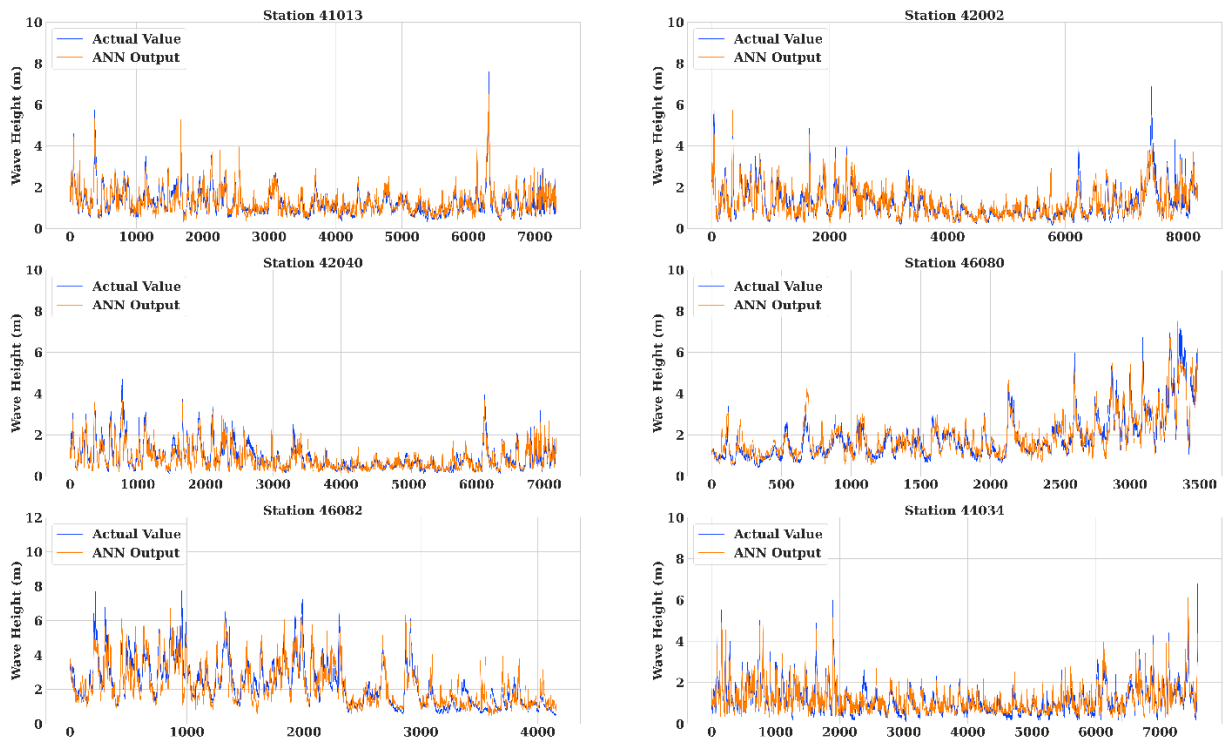 Station 41013
Wave Height (m)
10
8
6
4
2
0
Actual Value
ANN Output
0 1000 2000 3000 4000 5000 6000 7000
Station 42002
Wave Height (m)
10
8
6
4
2
0
Actual Value
ANN Output
0 2000 4000 6000 8000
Station 42040
Wave Height (m)
10
8
6
4
2
0
Actual Value
ANN Output
0 1000 2000 3000 4000 5000 6000 7000
Station 46080
Wave Height (m)
10
8
6
4
2
0
Actual Value
ANN Output
0 500 1000 1500 2000 2500 3000 3500
Station 46082
Wave Height (m)
12
10
8
6
4
2
0
Actual Value
ANN Output
0 1000 2000 3000 4000
Station 44034
Wave Height (m)
10
8
6
4
2
0
Actual Value
ANN Output
0 1000 2000 3000 4000 5000 6000 7000